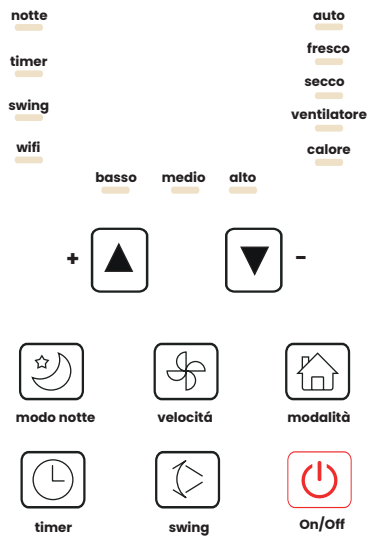 notte
auto
fresco
timer
secco
swing
ventilatore
wifi
calore
basso medio alto
+ -
modo notte velocitá modalità
timer swing On/Off